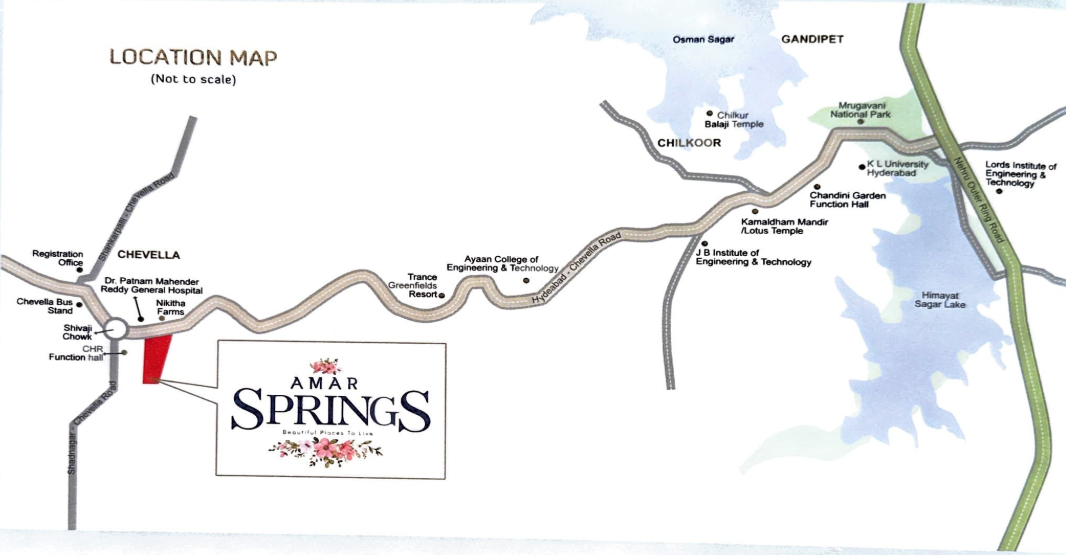 LOCATION MAP
(Not to scale)
Osman Sagar
GANDIPET
Mrugavani
National Park
Chilkur
Balaji Temple
CHILKOOR
K L University
Hyderabad
Lords Institute of
Engineering &
Technology
Nehru Outer Ring Road
Chandini Garden
Function Hall
Kamaldham Mandir
/Lotus Temple
J B Institute of
Engineering & Technology
Himayat
Sagar Lake
Shankarpalli - Chevella Road
Registration
Office
CHEVELLA
Dr. Patnam Mahender
Reddy General Hospital
Nikitha
Farms
Chevella Bus
Stand
Shivaji
Chowk
CHR
Function hall
Shadnagar - Chevella Road
Trance
Greenfields
Resort
Ayaan College of
Engineering & Technology
Hydeabad - Chevella Road
AMAR
SPRINGS
Beautiful Places To Live